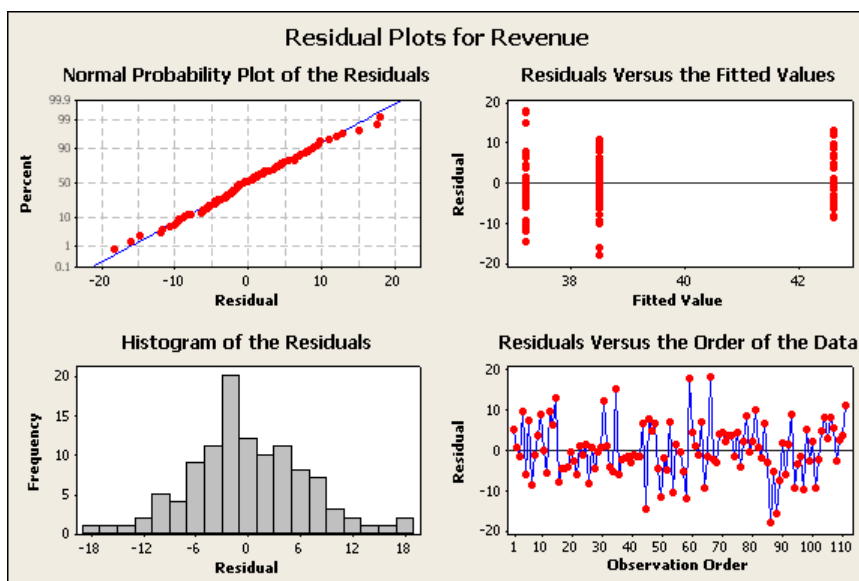 Residual Plots for Revenue
Normal Probability Plot of the Residuals
99.9
99
90
50
10
1
0.1
Percent
-20 -10 0 10 20
Residual
Residuals Versus the Fitted Values
20
10
0
-10
-20
Residual
38 40 42
Fitted Value
Histogram of the Residuals
20
15
10
5
0
Frequency
-18 -12 -6 0 6 12 18
Residual
Residuals Versus the Order of the Data
20
10
0
-10
-20
Residual
1 10 20 30 40 50 60 70 80 90 100 110
Observation Order